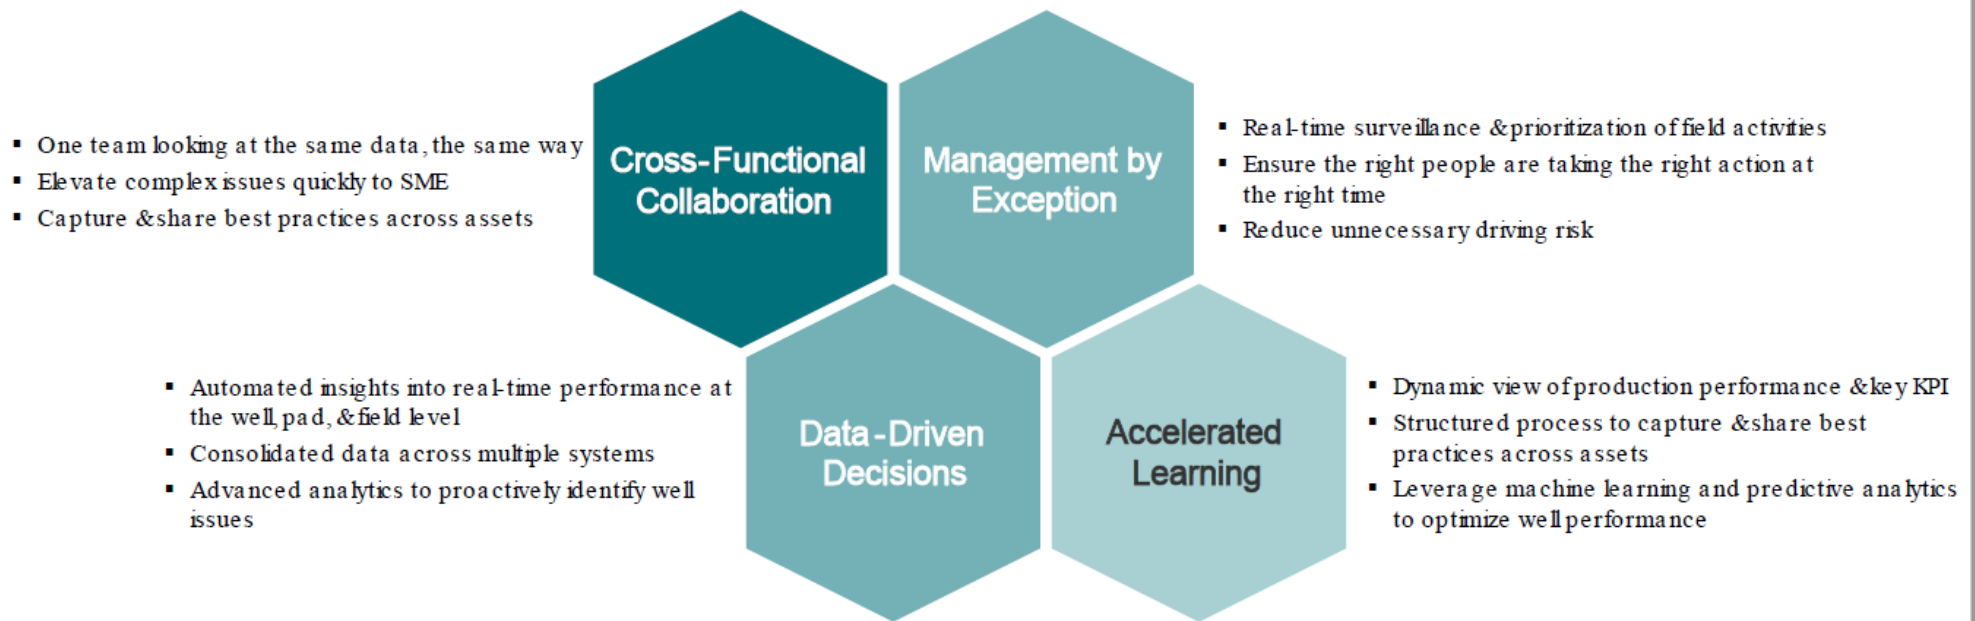 ▪ One team looking at the same data, the same way
▪ Elevate complex issues quickly to SME
▪ Capture & share best practices across assets
Cross-Functional
Collaboration
Management by
Exception
▪ Real-time surveillance & prioritization of field activities
▪ Ensure the right people are taking the right action at
the right time
▪ Reduce unnecessary driving risk
▪ Automated insights into real-time performance at
the well, pad, & field level
▪ Consolidated data across multiple systems
▪ Advanced analytics to proactively identify well
issues
Data-Driven
Decisions
Accelerated
Learning
▪ Dynamic view of production performance & key KPI
▪ Structured process to capture & share best
practices across assets
▪ Leverage machine learning and predictive analytics
to optimize well performance